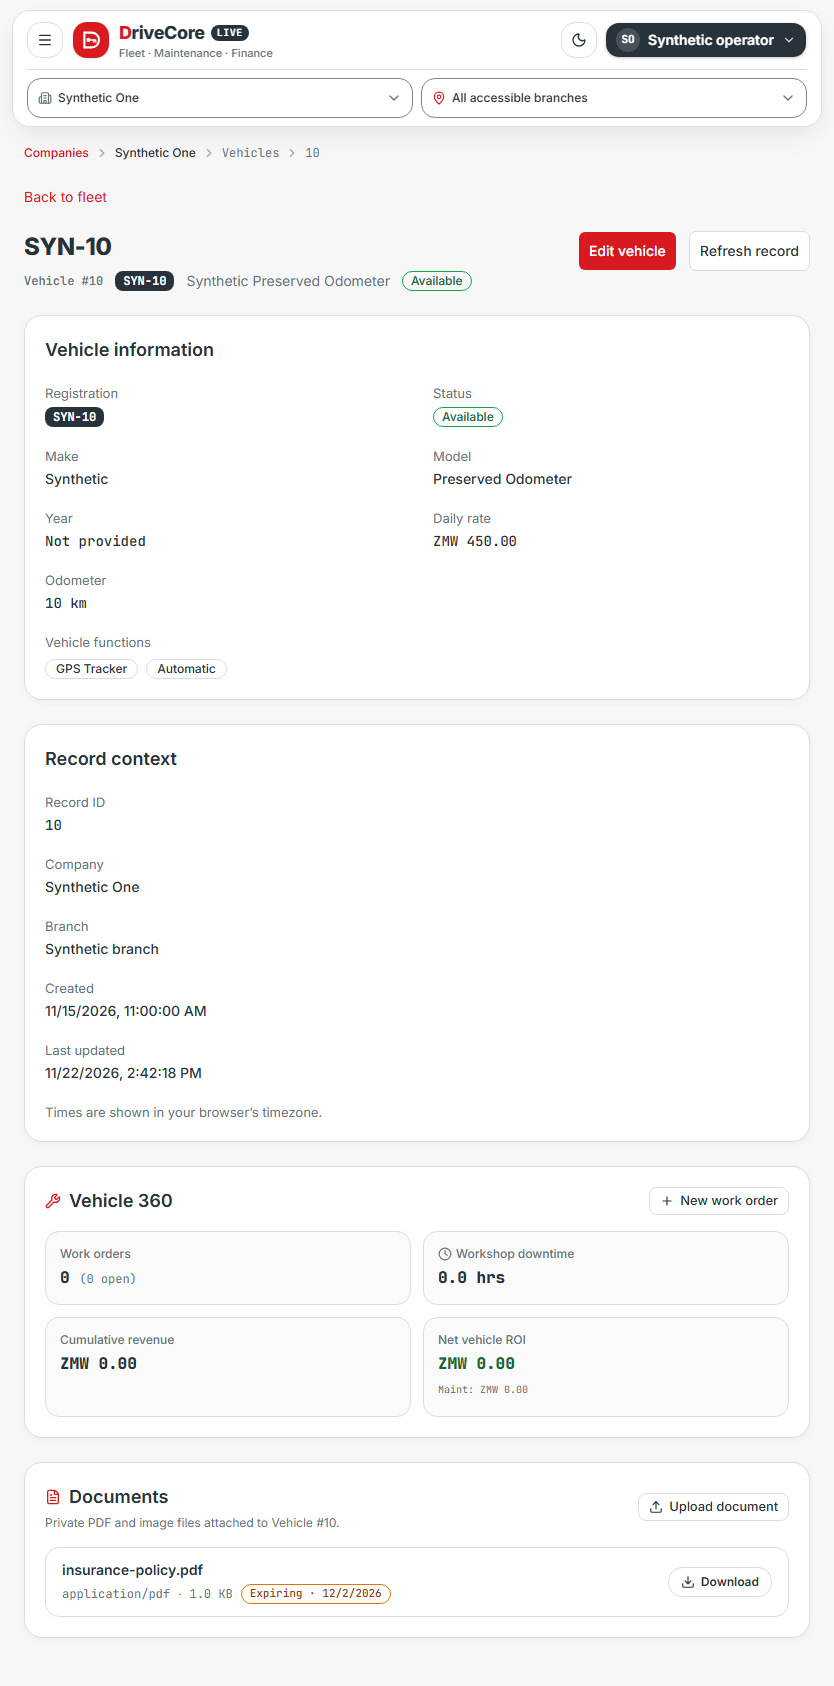 DriveCore LIVE
Fleet · Maintenance · Finance
SO Synthetic operator
Synthetic One
All accessible branches
Companies > Synthetic One > Vehicles > 10
Back to fleet
SYN-10
Edit vehicle
Refresh record
Vehicle #10 SYN-10 Synthetic Preserved Odometer Available
Vehicle information
Registration
SYN-10
Status
Available
Make
Synthetic
Model
Preserved Odometer
Year
Not provided
Daily rate
ZMW 450.00
Odometer
10 km
Vehicle functions
GPS Tracker
Automatic
Record context
Record ID
10
Company
Synthetic One
Branch
Synthetic branch
Created
11/15/2026, 11:00:00 AM
Last updated
11/22/2026, 2:42:18 PM
Times are shown in your browser’s timezone.
Vehicle 360
New work order
Work orders
0 (0 open)
Workshop downtime
0.0 hrs
Cumulative revenue
ZMW 0.00
Net vehicle ROI
ZMW 0.00
Maint: ZMW 0.00
Documents
Private PDF and image files attached to Vehicle #10.
Upload document
insurance-policy.pdf
application/pdf · 1.0 KB Expiring · 12/2/2026
Download